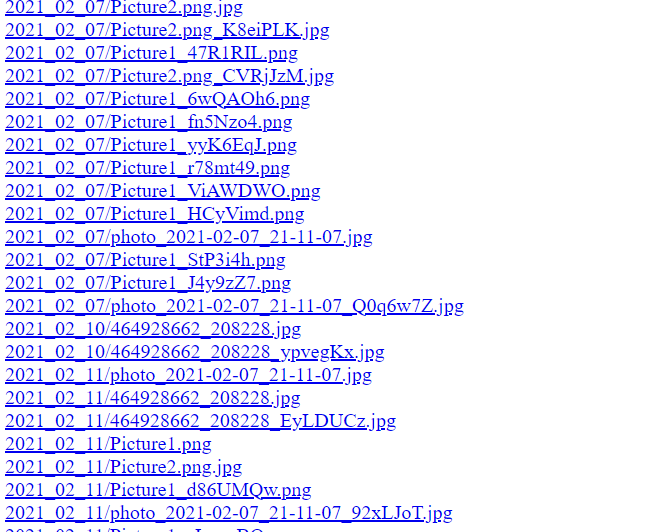 2021_02_07/Picture2.png.jpg
2021_02_07/Picture2.png_K8eiPLK.jpg
2021_02_07/Picture1_47R1RIL.png
2021_02_07/Picture2.png_CVRjJzM.jpg
2021_02_07/Picture1_6wQAOh6.png
2021_02_07/Picture1_fn5Nzo4.png
2021_02_07/Picture1_yyK6EqJ.png
2021_02_07/Picture1_r78mt49.png
2021_02_07/Picture1_ViAWDWO.png
2021_02_07/Picture1_HCyVimd.png
2021_02_07/photo_2021-02-07_21-11-07.jpg
2021_02_07/Picture1_StP3i4h.png
2021_02_07/Picture1_J4y9zZ7.png
2021_02_07/photo_2021-02-07_21-11-07_Q0q6w7Z.jpg
2021_02_10/464928662_208228.jpg
2021_02_10/464928662_208228_ypvegKx.jpg
2021_02_11/photo_2021-02-07_21-11-07.jpg
2021_02_11/464928662_208228.jpg
2021_02_11/464928662_208228_EyLDUCz.jpg
2021_02_11/Picture1.png
2021_02_11/Picture2.png.jpg
2021_02_11/Picture1_d86UMQw.png
2021_02_11/photo_2021-02-07_21-11-07_92xLJoT.jpg